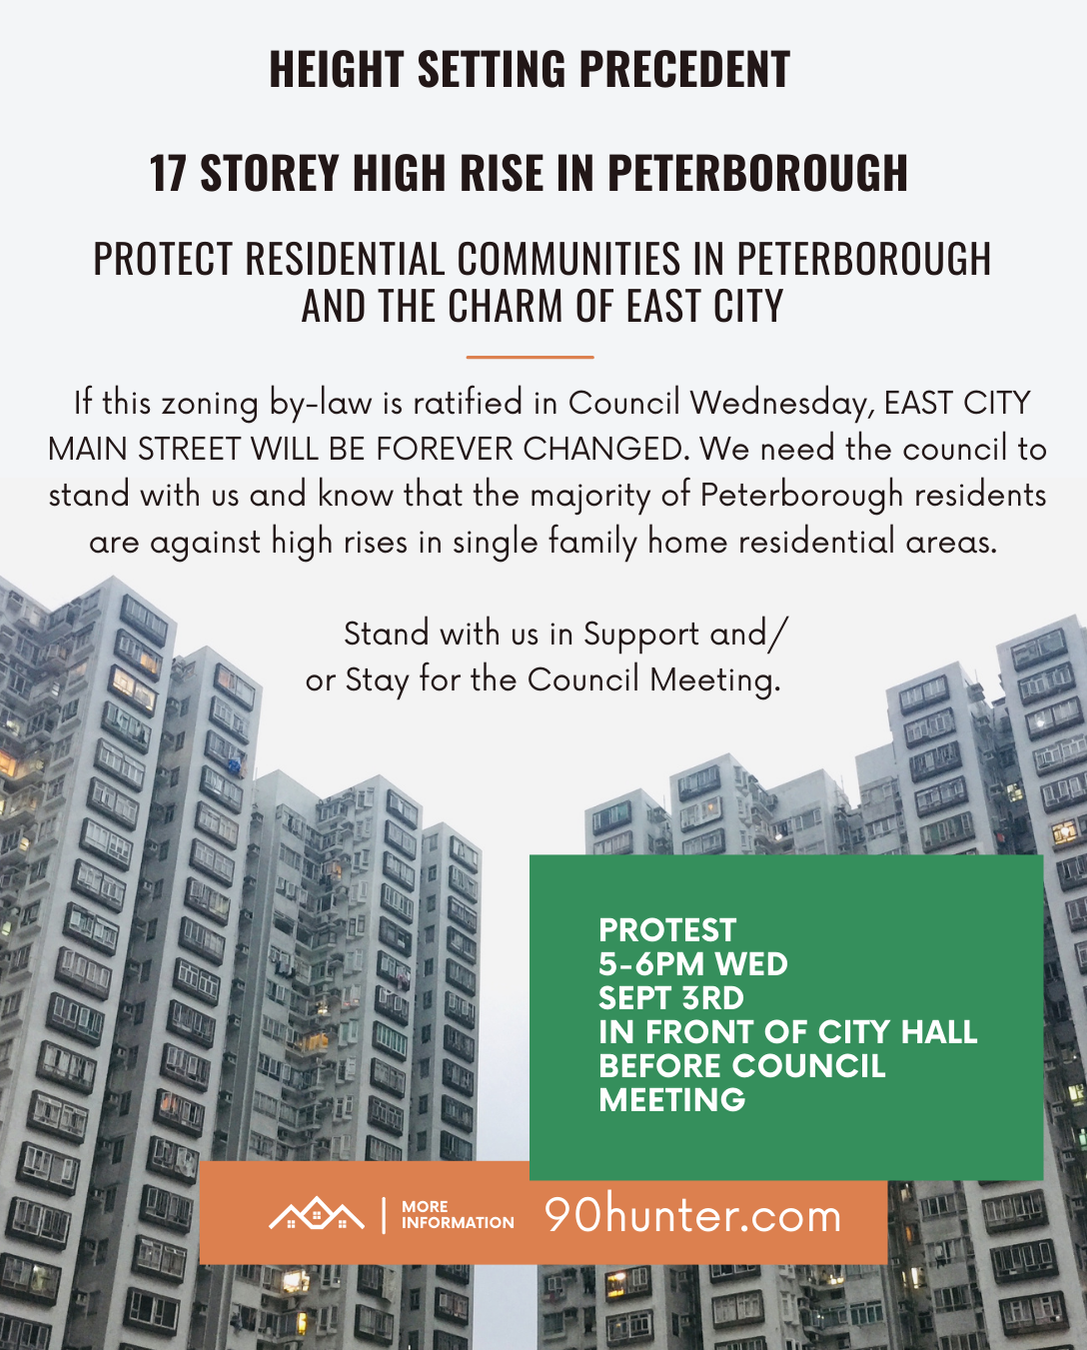 HEIGHT SETTING PRECEDENT
17 STOREY HIGH RISE IN PETERBOROUGH
PROTECT RESIDENTIAL COMMUNITIES IN PETERBOROUGH
AND THE CHARM OF EAST CITY
If this zoning by-law is ratified in Council Wednesday, EAST CITY
MAIN STREET WILL BE FOREVER CHANGED. We need the council to
stand with us and know that the majority of Peterborough residents
are against high rises in single family home residential areas.
Stand with us in Support and/
or Stay for the Council Meeting.
PROTEST
5-6PM WED
SEPT 3RD
IN FRONT OF CITY HALL
BEFORE COUNCIL
MEETING
MORE
INFORMATION
90hunter.com